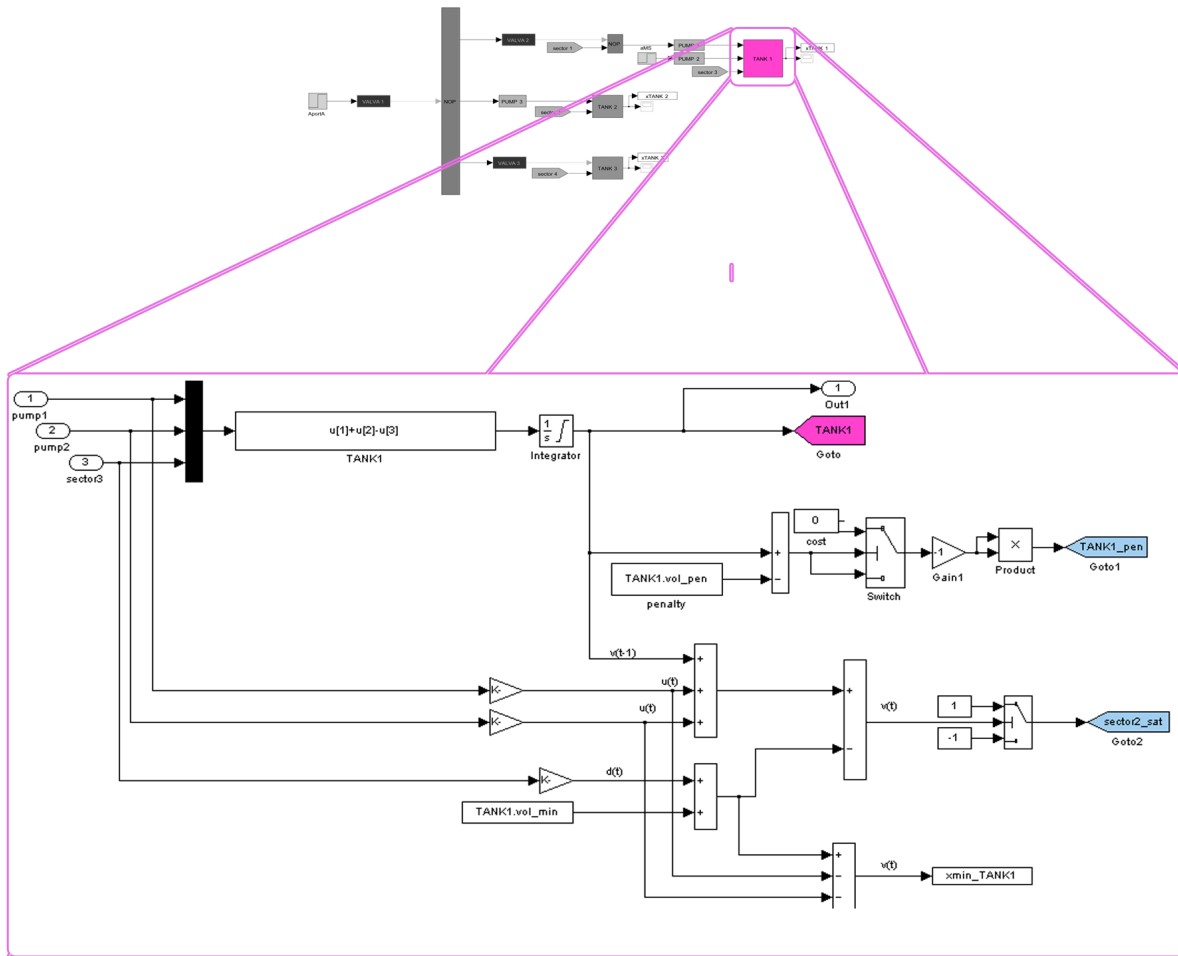 VALVA 2
sector 1
NOP
aMS
PUMP
PUMP 2
sector 3
TANK 1
xTANK 1
AportA
VALVA 1
NOP
PUMP 3
TANK 2
xTANK 2
VALVA 3
sector 4
TANK 3
1
pump1
2
pump2
3
sector3
u[1]+u[2]-u[3]
TANK1
1
s
Integrator
1
Out1
TANK1
Goto
0
cost
TANK1.vol_pen
penalty
+
-
Switch
-1
Gain1
×
Product
TANK1_pen
Goto1
v(t-1)
u(t)
u(t)
+
+
+
K-
K-
K-
d(t)
TANK1.vol_min
+
+
+
-
v(t)
1
-1
sector2_sat
Goto2
+
-
-
v(t)
xmin_TANK1